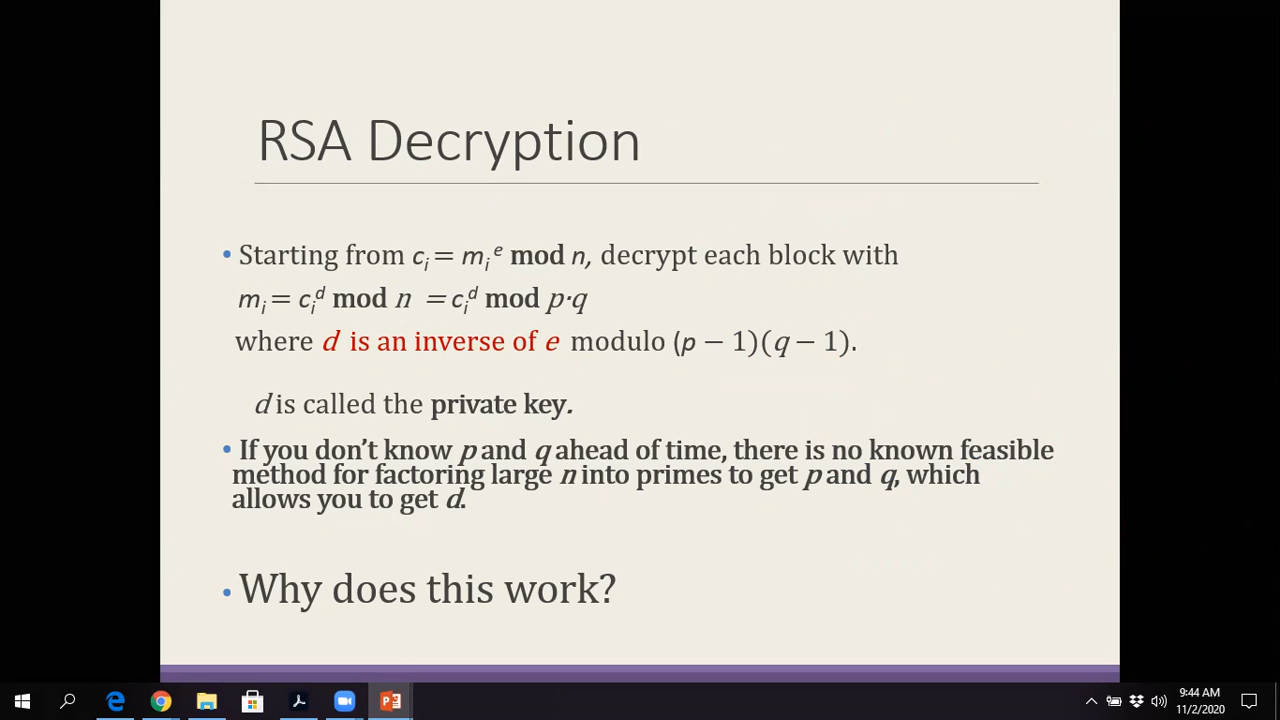 RSA Decryption
• Starting from cᵢ = mᵢᵉ mod n, decrypt each block with
mᵢ = cᵢᵈ mod n = cᵢᵈ mod p·q
where d is an inverse of e modulo (p − 1)(q − 1).
d is called the private key.
• If you don’t know p and q ahead of time, there is no known feasible
method for factoring large n into primes to get p and q, which
allows you to get d.
• Why does this work?
9:44 AM
11/2/2020